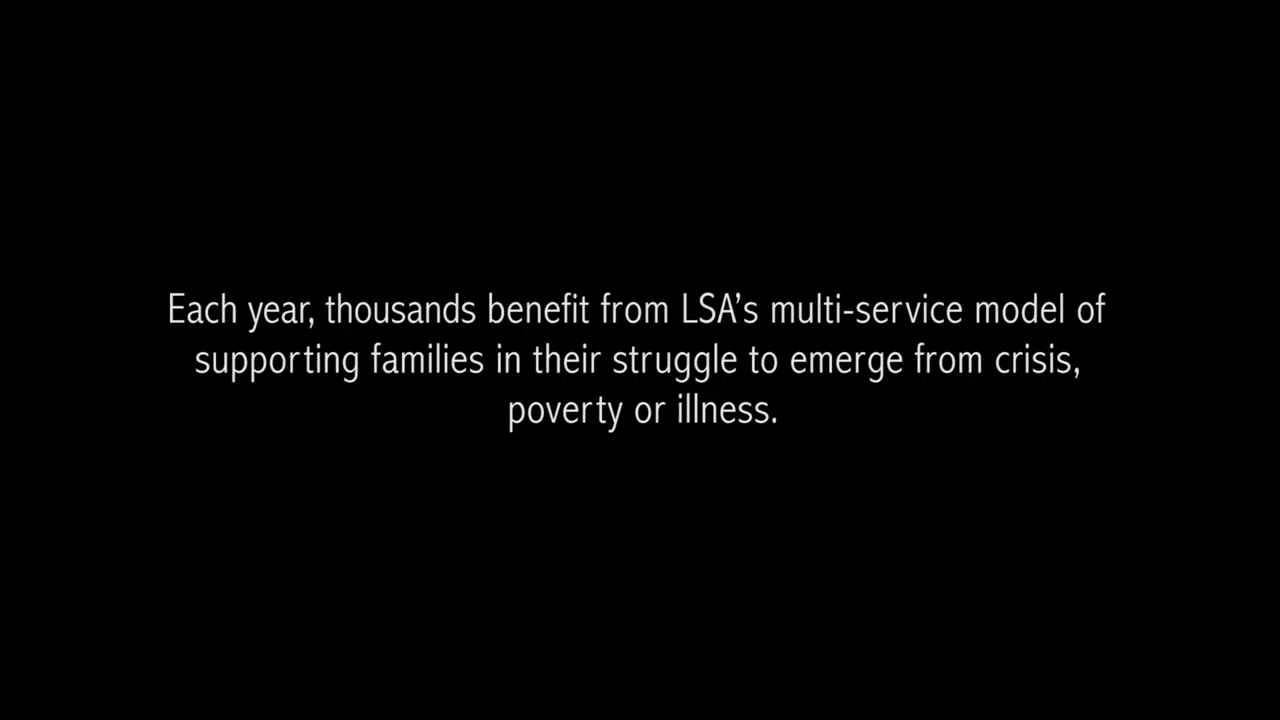 Each year, thousands benefit from LSA’s multi-service model of
supporting families in their struggle to emerge from crisis,
poverty or illness.